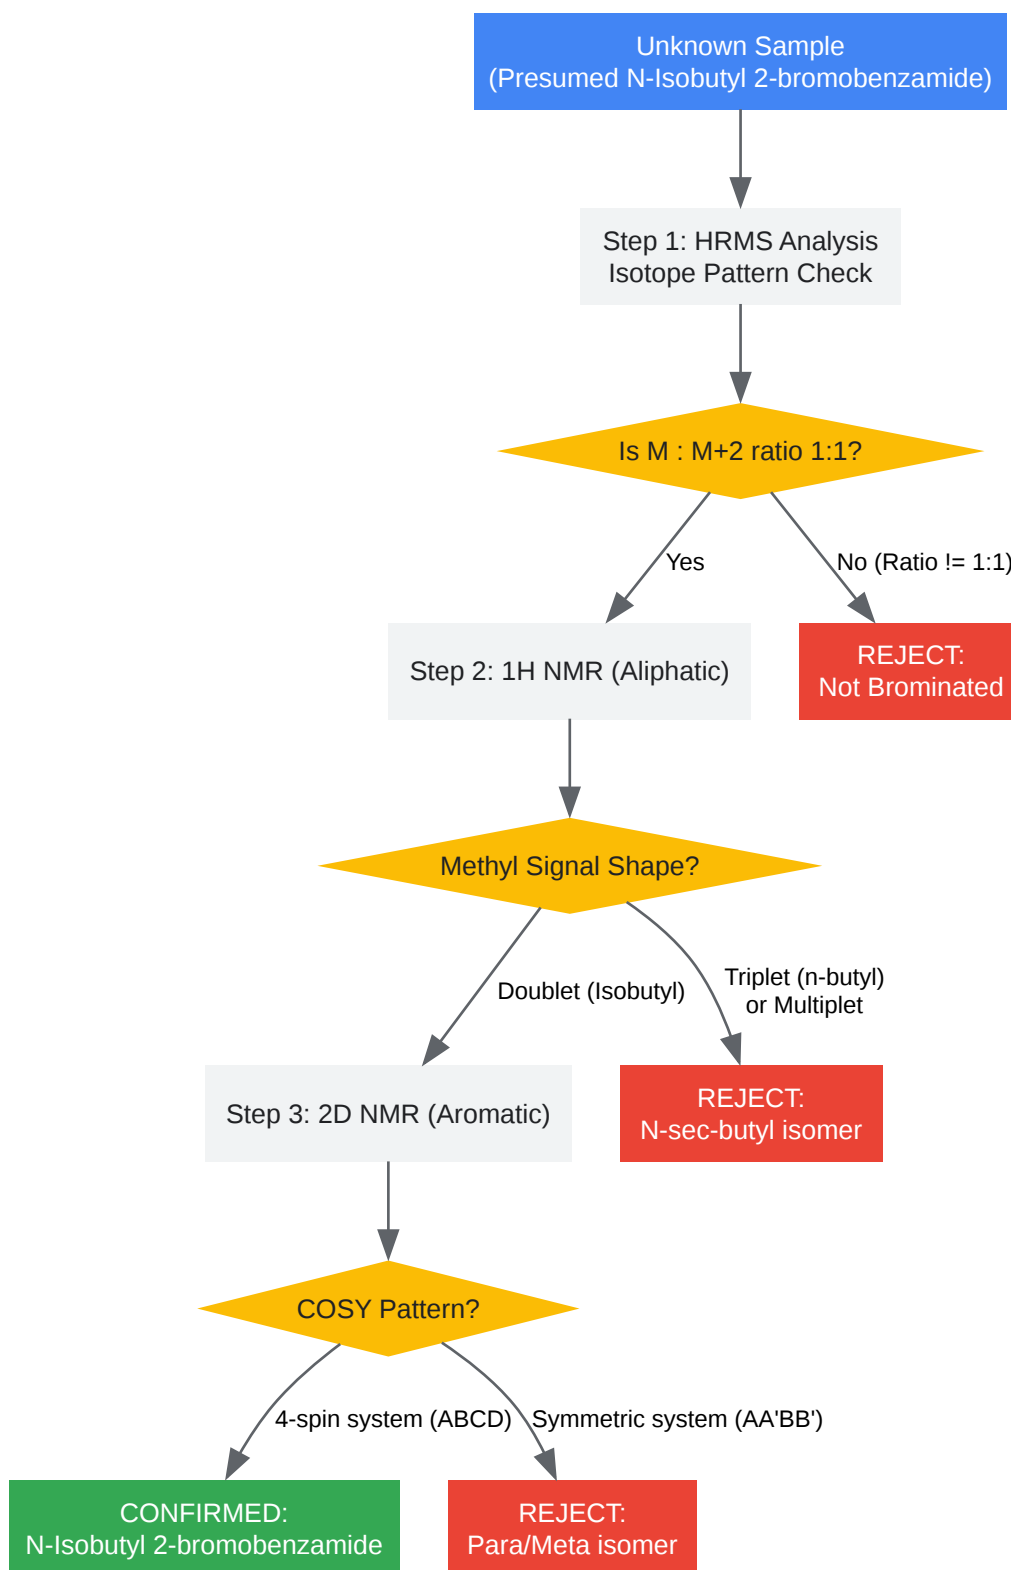 Unknown Sample
(Presumed N-Isobutyl 2-bromobenzamide)
Step 1: HRMS Analysis
Isotope Pattern Check
Is M : M+2 ratio 1:1?
Yes
No (Ratio != 1:1)
Step 2: 1H NMR (Aliphatic)
REJECT:
Not Brominated
Methyl Signal Shape?
Doublet (Isobutyl)
Triplet (n-butyl)
or Multiplet
Step 3: 2D NMR (Aromatic)
REJECT:
N-sec-butyl isomer
COSY Pattern?
4-spin system (ABCD)
Symmetric system (AA'BB')
CONFIRMED:
N-Isobutyl 2-bromobenzamide
REJECT:
Para/Meta isomer